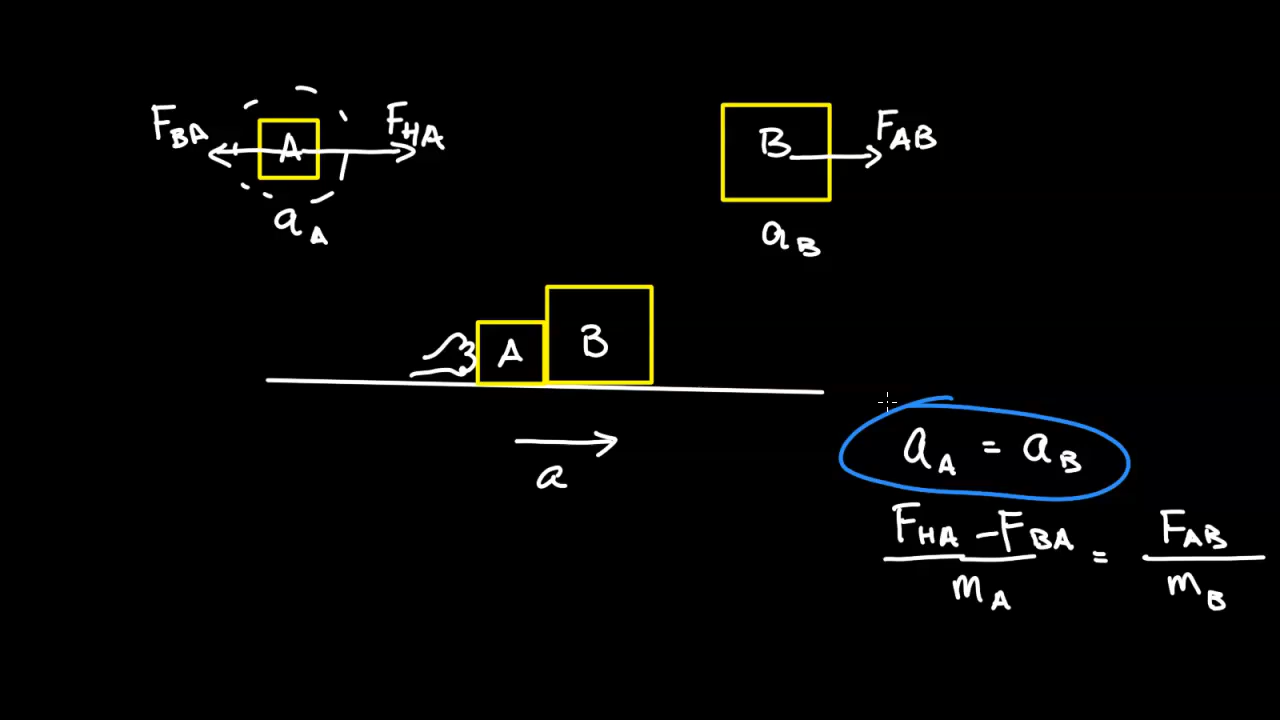 F_BA A F_HA
a_A
B F_AB
a_B
A B
a
a_A = a_B
F_HA - F_BA / m_A = F_AB / m_B